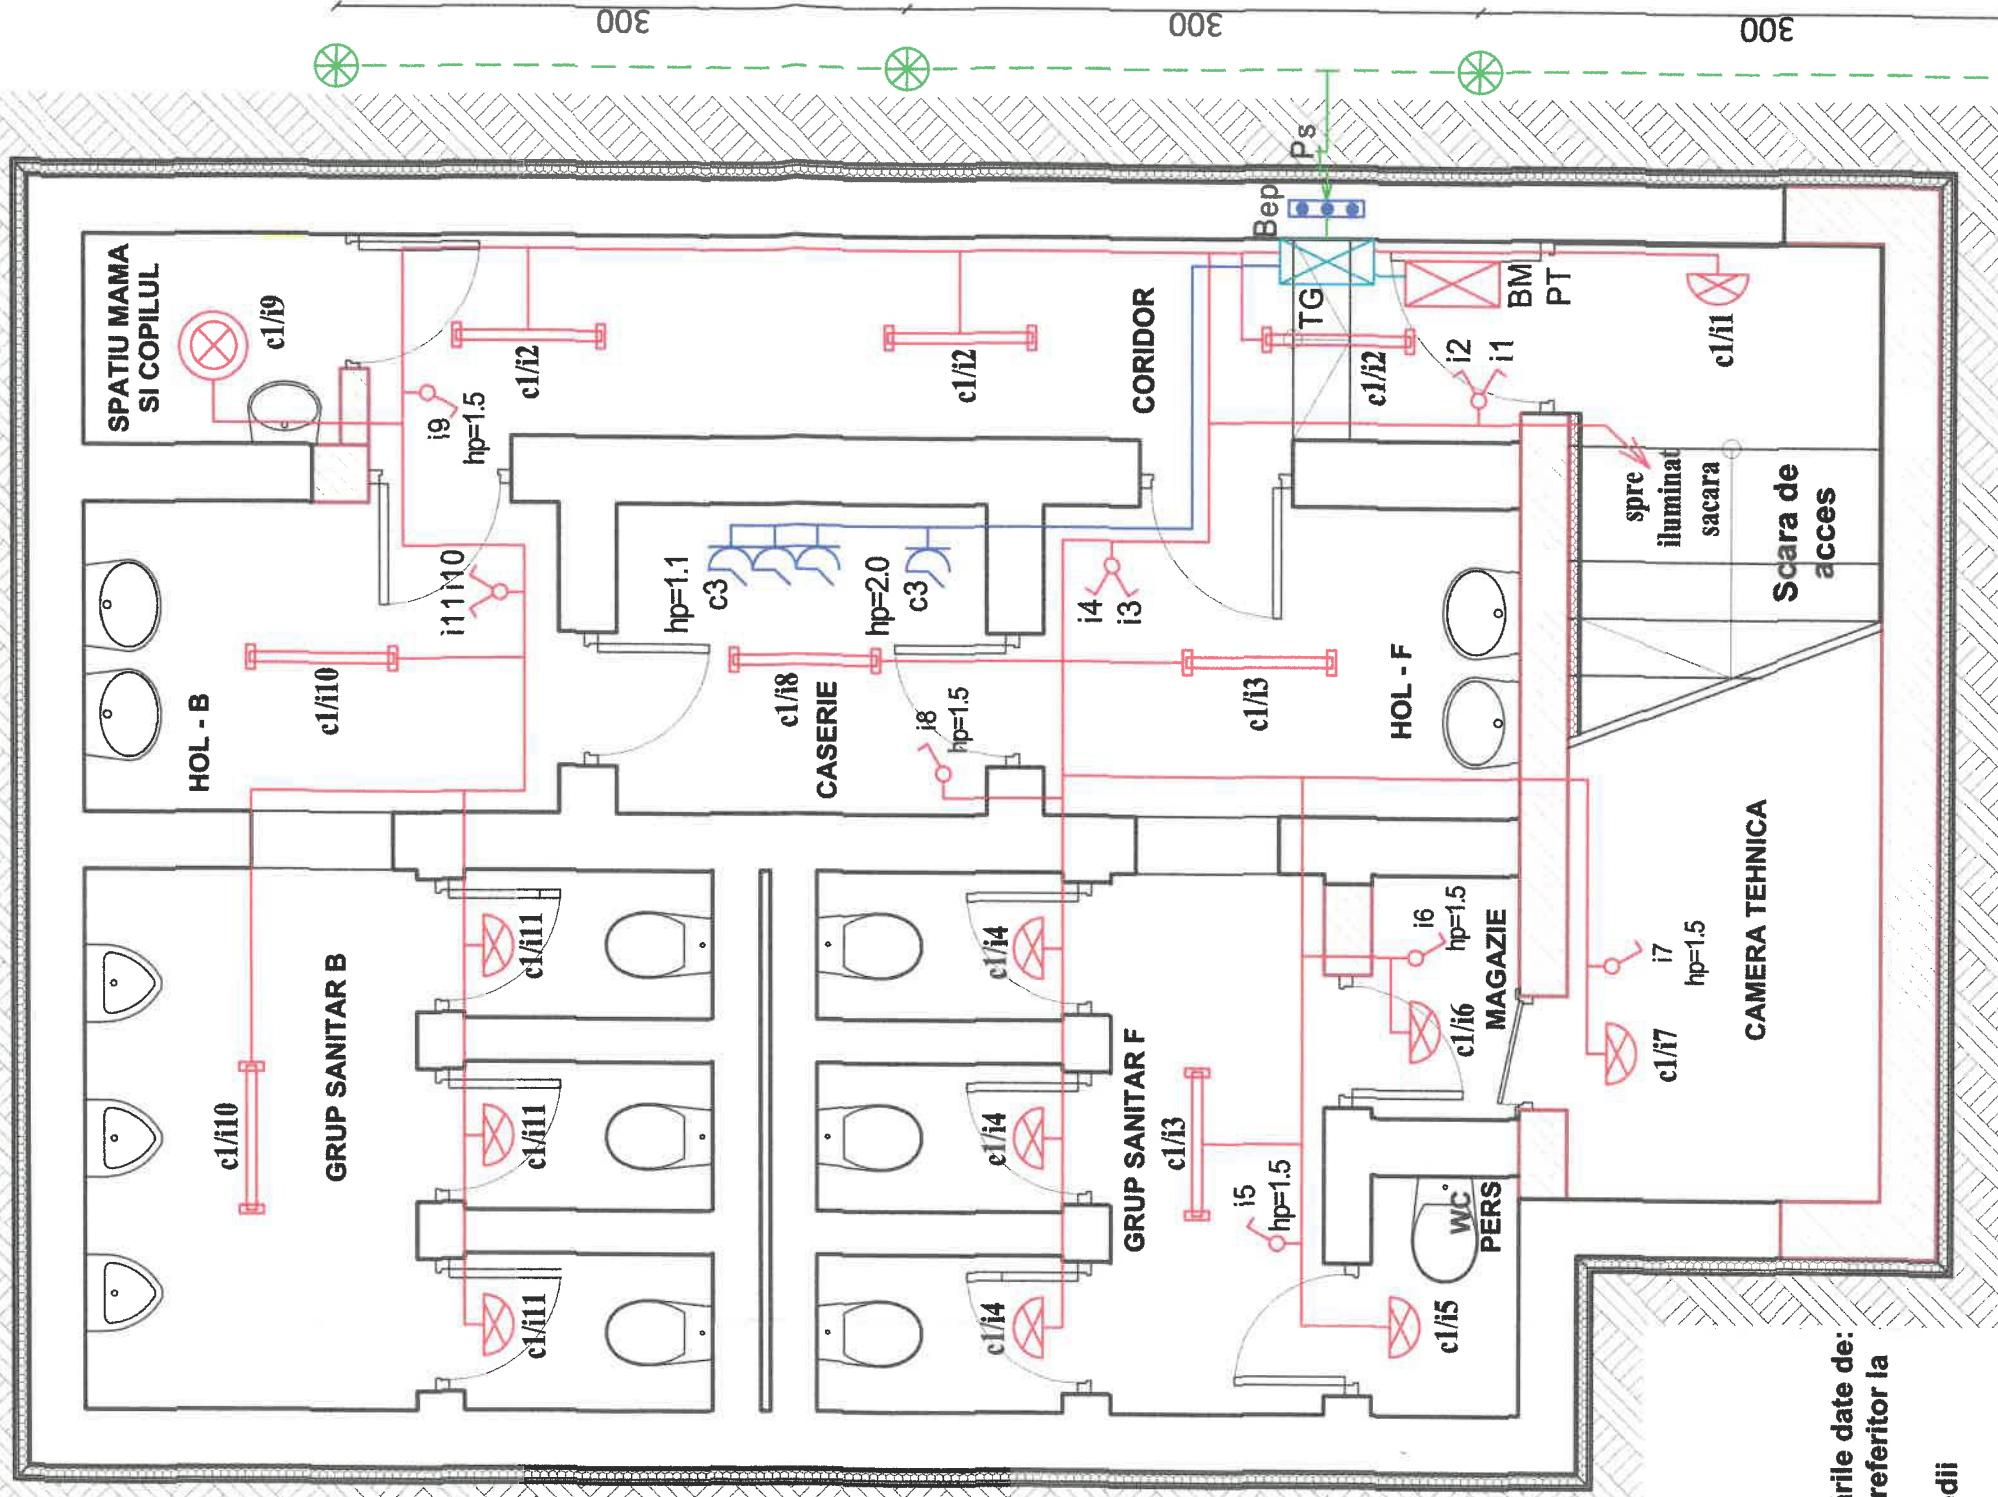 300
300
300
SPATIU MAMA
SI COPILUL
c1/i9
i9
hp=1.5
c1/i2
c1/i2
CORIDOR
Bep
Ps
TG
BM
PT
c1/i2
i2
i1
c1/i1
spre
iluminat
sacara
Scara de
acces
HOL - B
c1/i10
i11 i10
hp=1.1
c3
hp=2.0
c3
c1/i8
CASERIE
i8
hp=1.5
i4
i3
c1/i3
HOL - F
c1/i10
GRUP SANITAR B
c1/i11
c1/i11
c1/i11
c1/i4
c1/i4
c1/i4
GRUP SANITAR F
c1/i3
i5
hp=1.5
c1/i5
WC
PERS
i6
hp=1.5
c1/i6
MAGAZIE
i7
hp=1.5
c1/i7
CAMERA TEHNICA
date de:
referitor la